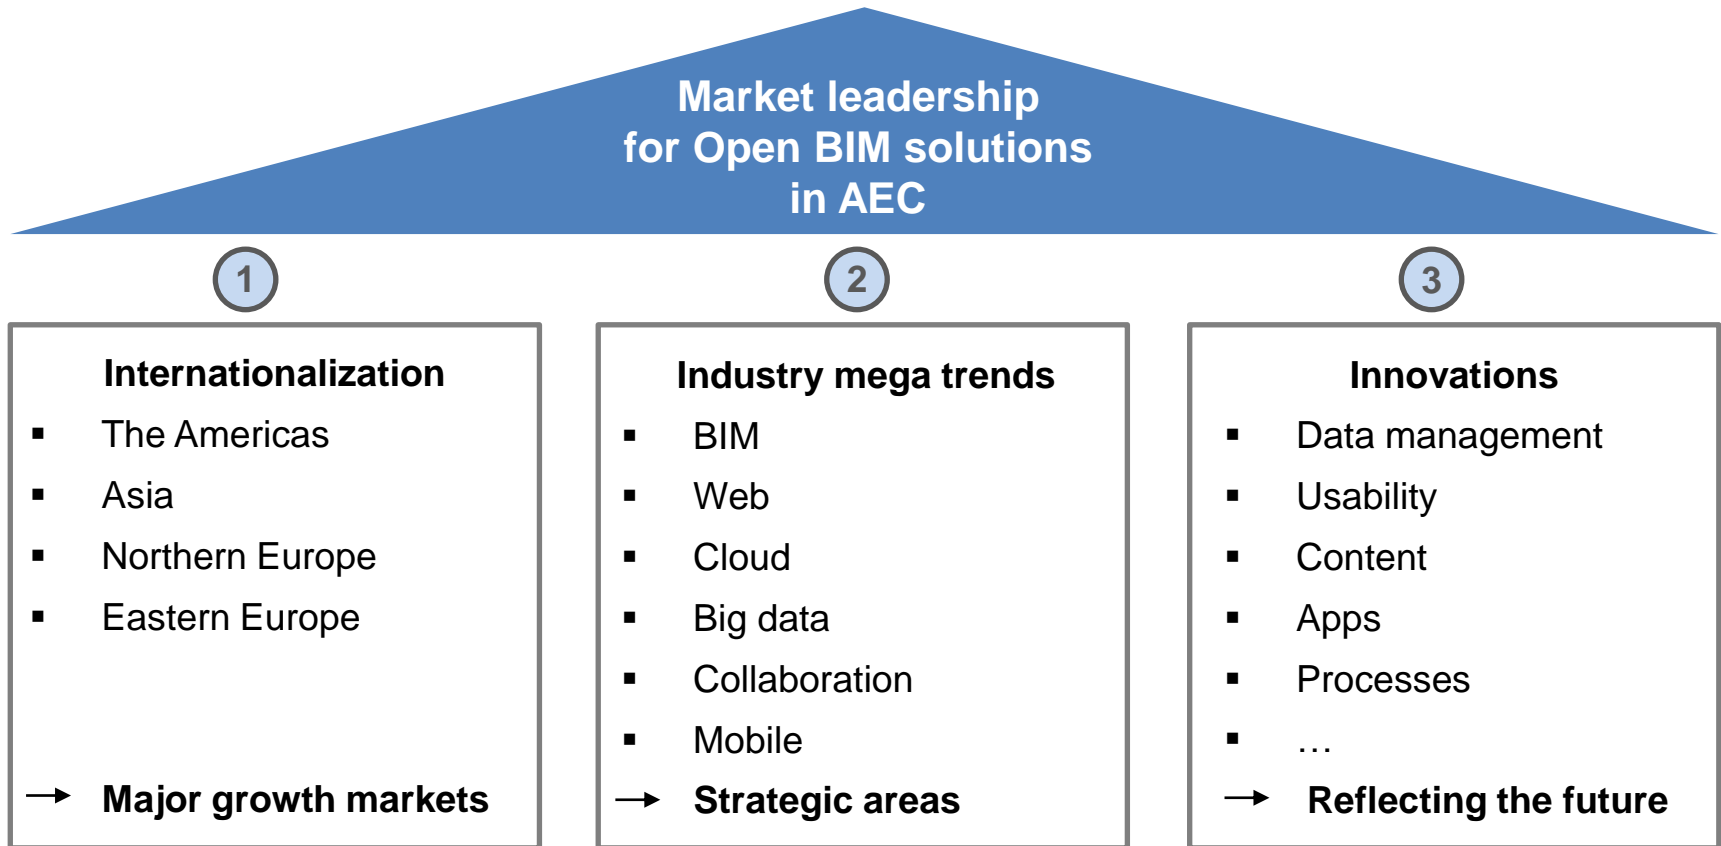 Market leadership
for Open BIM solutions
in AEC
1
Internationalization
▪ The Americas
▪ Asia
▪ Northern Europe
▪ Eastern Europe
→ Major growth markets
2
Industry mega trends
▪ BIM
▪ Web
▪ Cloud
▪ Big data
▪ Collaboration
▪ Mobile
→ Strategic areas
3
Innovations
▪ Data management
▪ Usability
▪ Content
▪ Apps
▪ Processes
▪ …
→ Reflecting the future